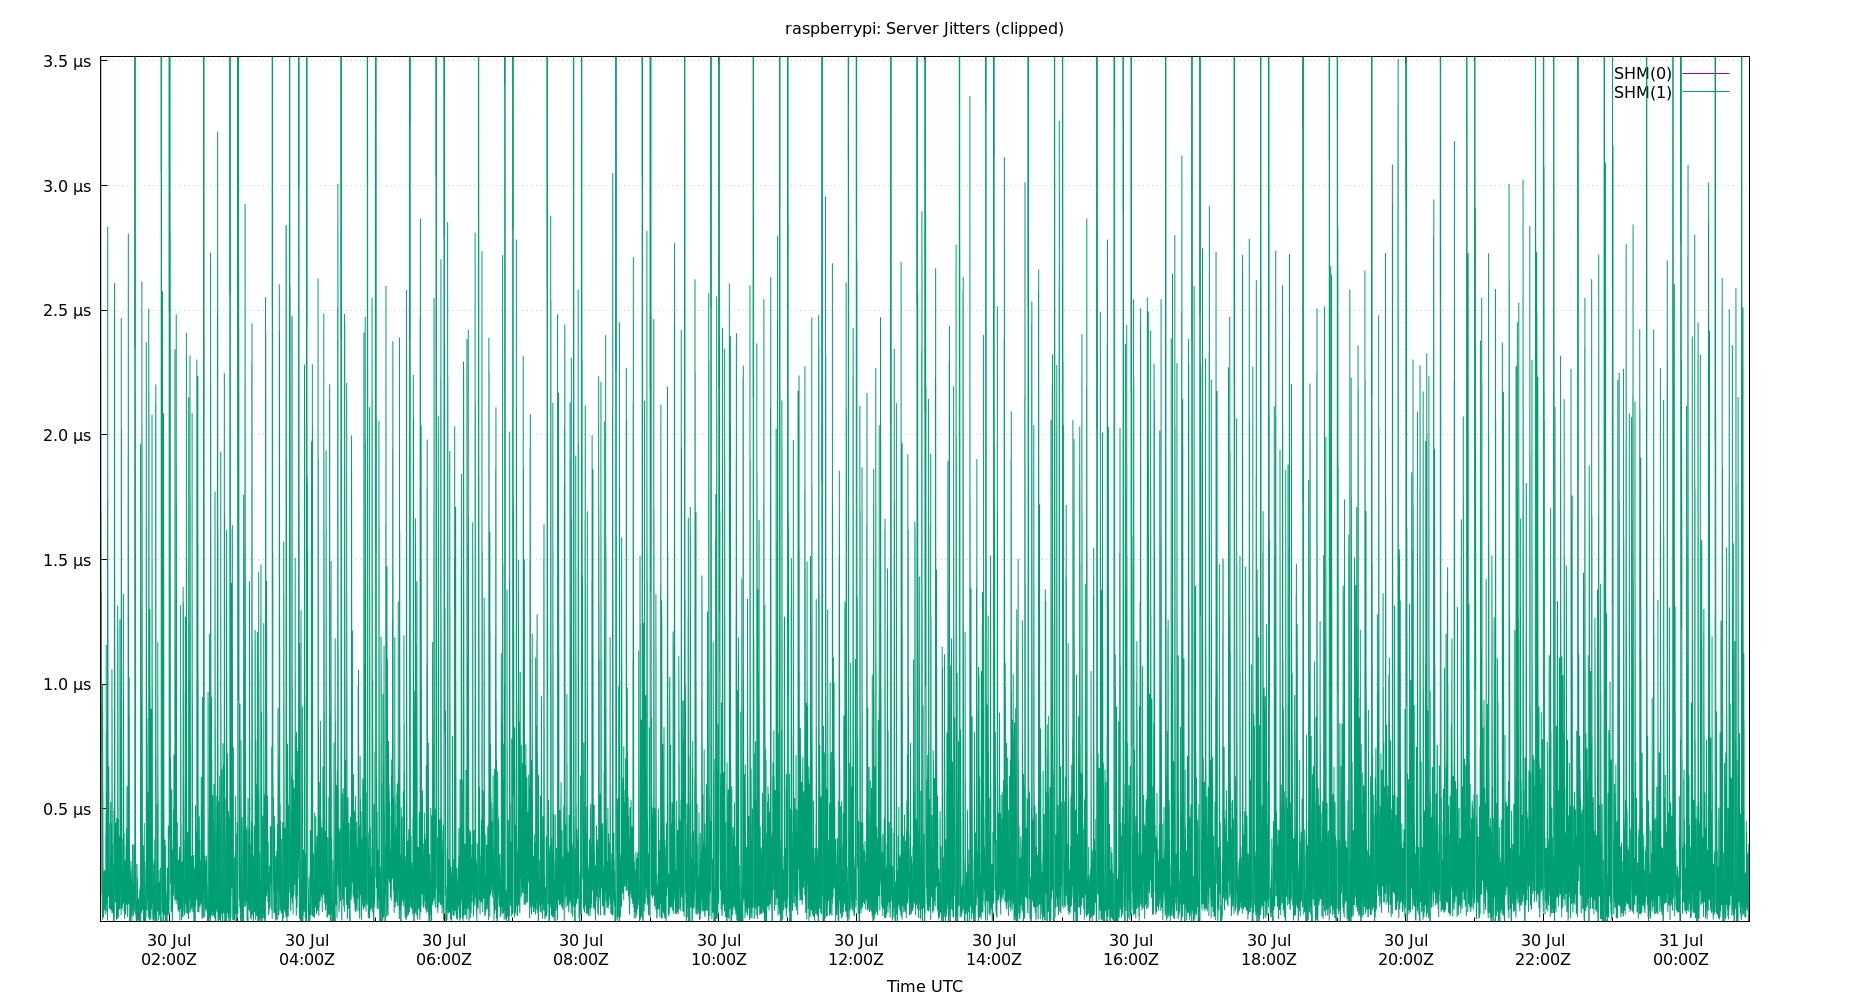 raspberrypi: Server Jitters (clipped)
3.5 µs
3.0 µs
2.5 µs
2.0 µs
1.5 µs
1.0 µs
0.5 µs
SHM(0)
SHM(1)
30 Jul 30 Jul 30 Jul 30 Jul 30 Jul 30 Jul 30 Jul 30 Jul 30 Jul 30 Jul 30 Jul 31 Jul
02:00Z 04:00Z 06:00Z 08:00Z 10:00Z 12:00Z 14:00Z 16:00Z 18:00Z 20:00Z 22:00Z 00:00Z
Time UTC